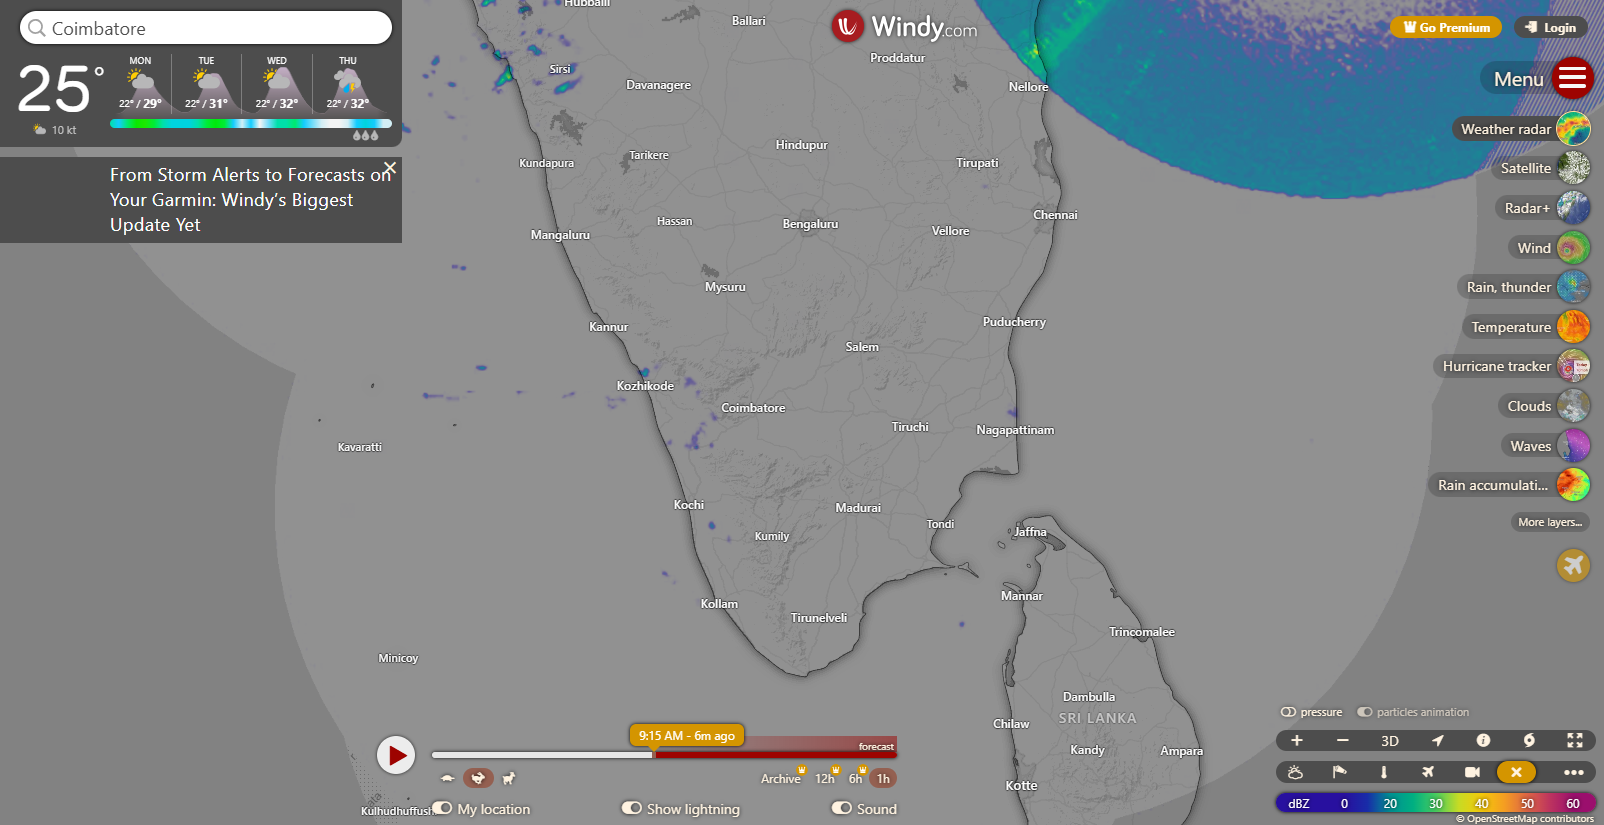 Coimbatore
25°
10 kt
MON TUE WED THU
22° / 29° 22° / 31° 22° / 32° 22° / 32°
From Storm Alerts to Forecasts on
Your Garmin: Windy’s Biggest
Update Yet
Windy.com
Go Premium
Login
Menu
Weather radar
Satellite
Radar+
Wind
Rain, thunder
Temperature
Hurricane tracker
Clouds
Waves
Rain accumulati...
More layers...
Hubballi
Ballari
Proddatur
Sirsi
Davanagere
Nellore
Kundapura
Tarikere
Hindupur
Tirupati
Hassan
Mangaluru
Bengaluru
Vellore
Chennai
Mysuru
Kannur
Puducherry
Salem
Kozhikode
Coimbatore
Tiruchi
Nagapattinam
Kavaratti
Kochi
Madurai
Tondi
Kumily
Jaffna
Mannar
Kollam
Tirunelveli
Trincomalee
Minicoy
Dambulla
SRI LANKA
Chilaw
Kandy
Ampara
Kotte
Kulhudhuffush
9:15 AM - 6m ago
forecast
Archive 12h 6h 1h
My location
Show lightning
Sound
pressure
particles animation
+ − 3D
dBZ 0 20 30 40 50 60
© OpenStreetMap contributors